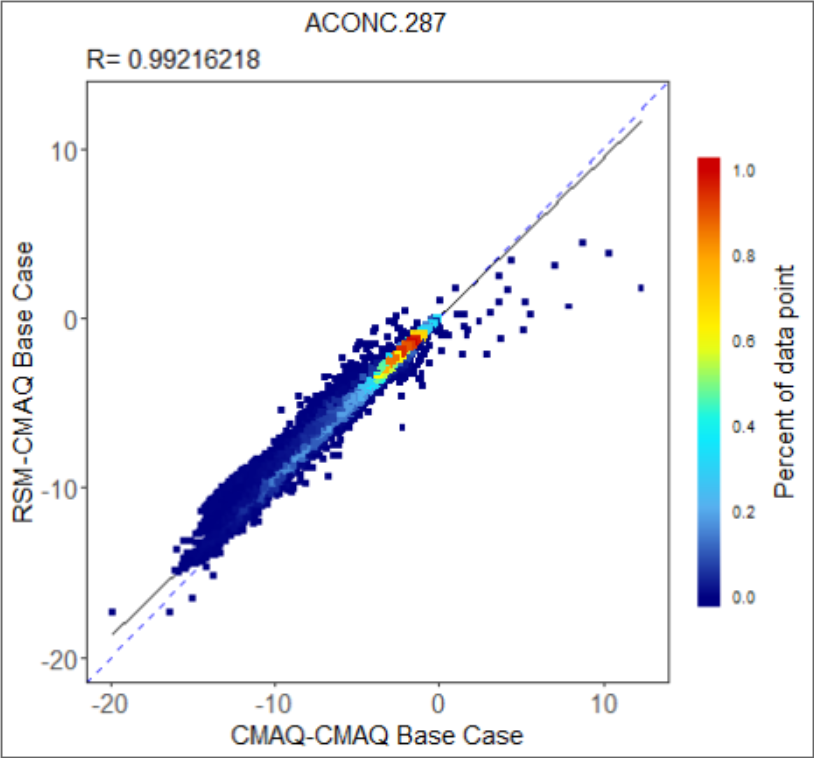 ACONC.287
R= 0.99216218
RSM-CMAQ Base Case
10
0
-10
-20
-20 -10 0 10
CMAQ-CMAQ Base Case
1.0
0.8
0.6
0.4
0.2
0.0
Percent of data point